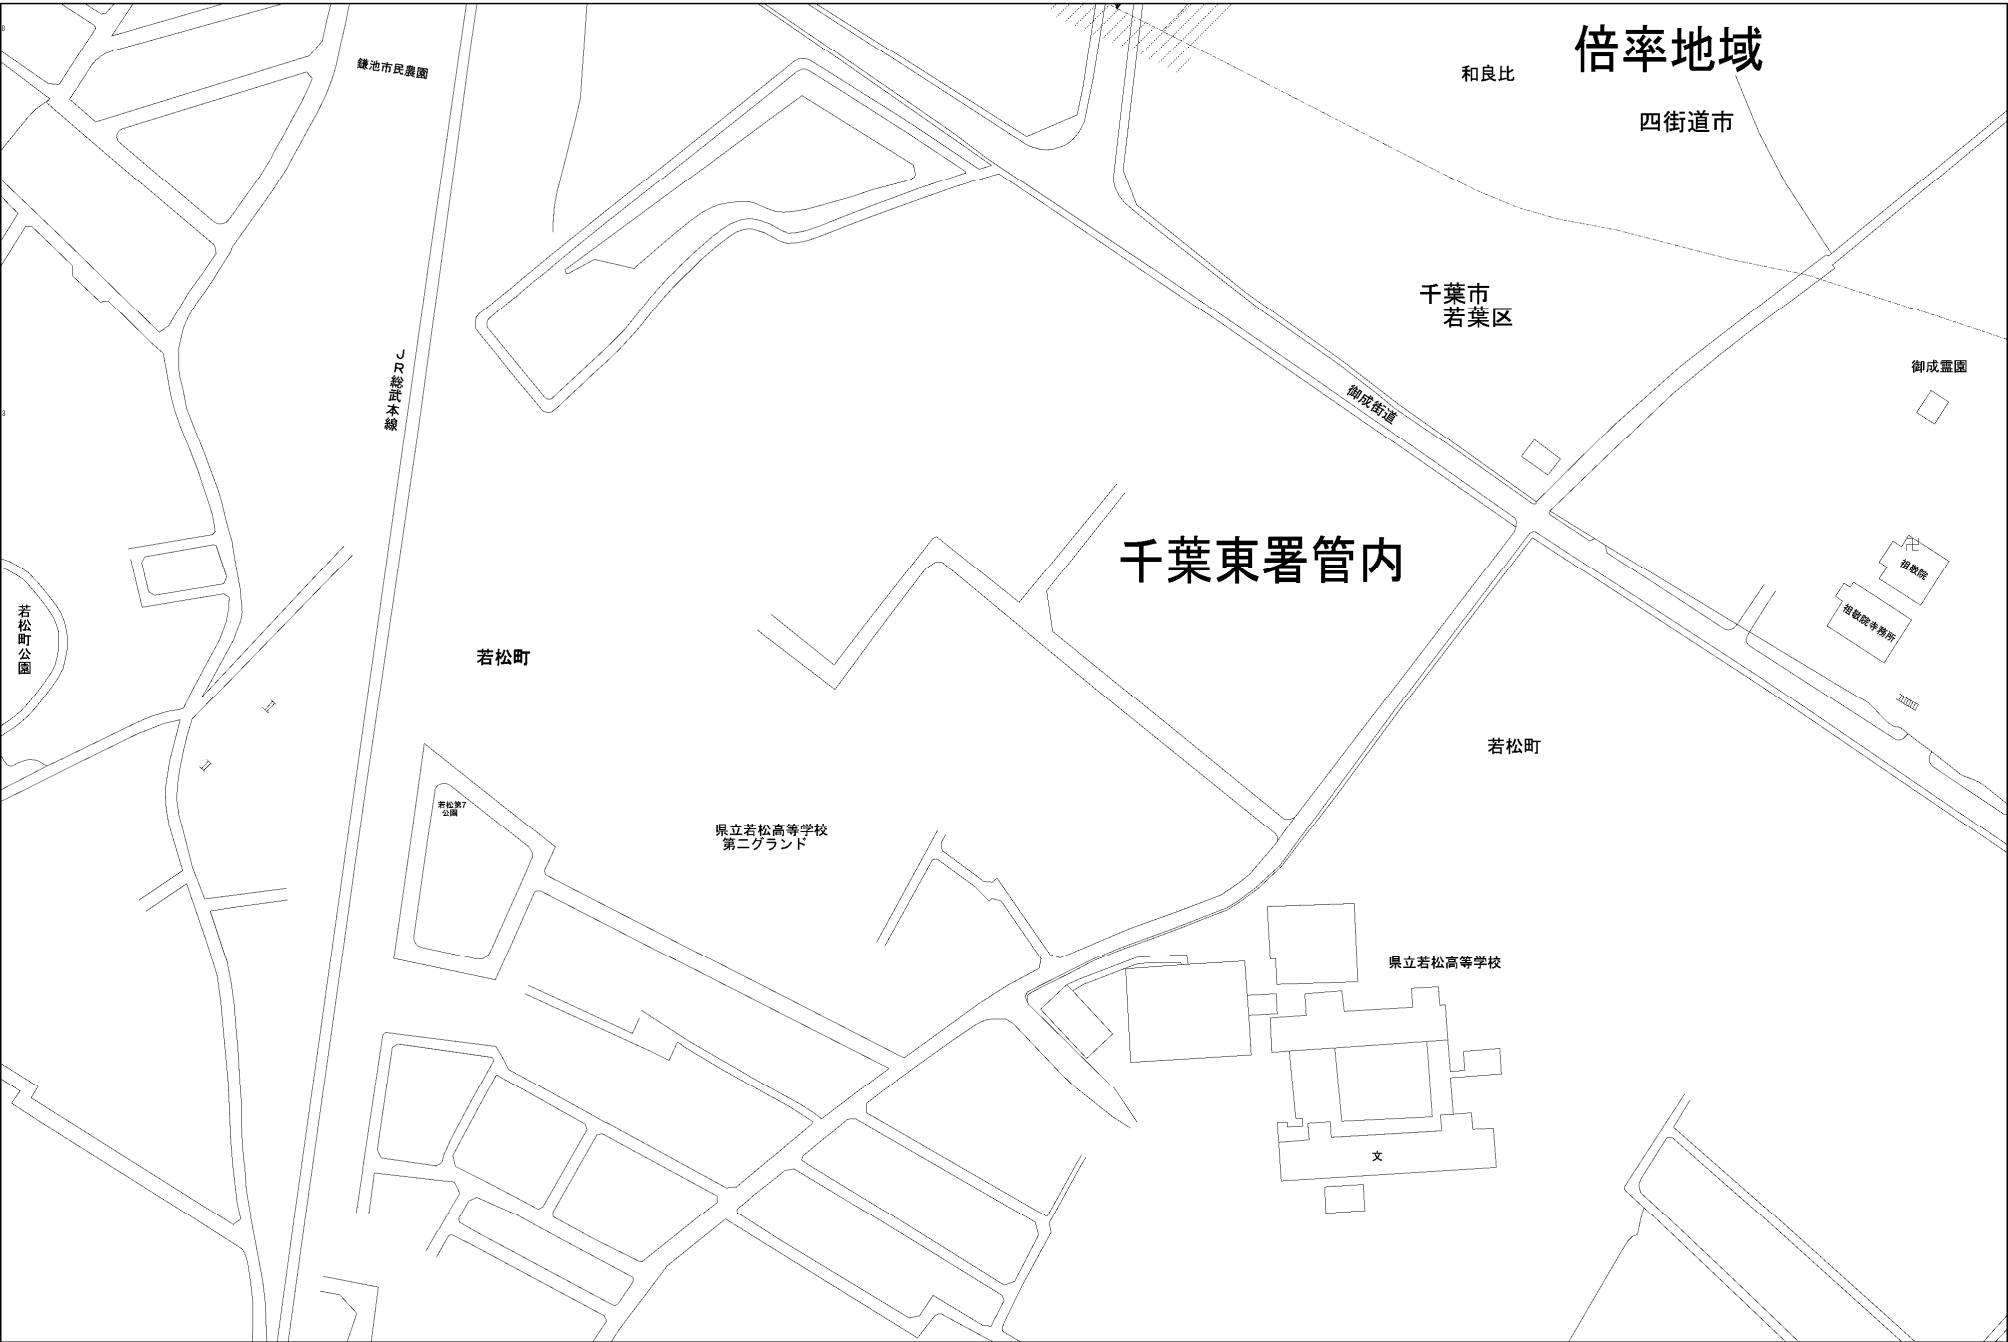 倍率地域
鎌池市民農園
和良比
四街道市
千葉市
若葉区
御成霊園
JR総武本線
御成街道
千葉東署管内
祖敬院
祖敬院寺務所
若松町公園
若松町
若松町
若松第7
公園
県立若松高等学校
第二グランド
県立若松高等学校
文